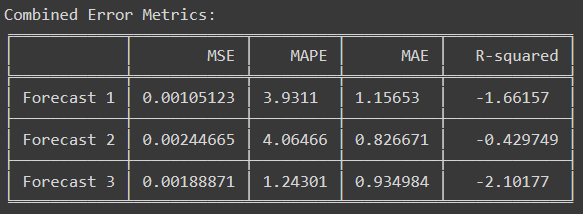 Combined Error Metrics:
MSE MAPE MAE R-squared
Forecast 1 0.00105123 3.9311 1.15653 -1.66157
Forecast 2 0.00244665 4.06466 0.826671 -0.429749
Forecast 3 0.00188871 1.24301 0.934984 -2.10177